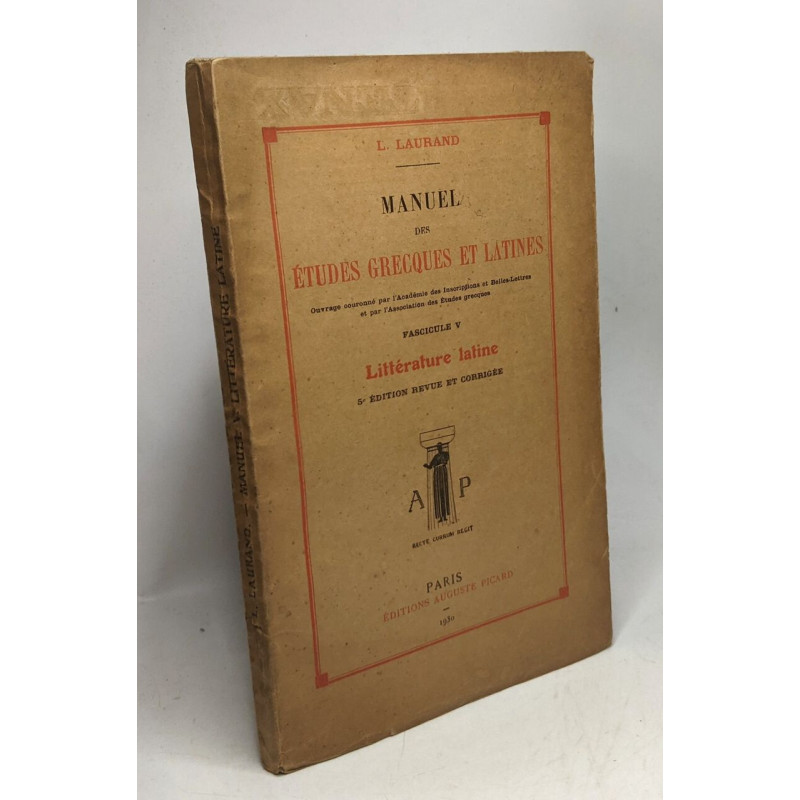 L. LAURAND
MANUEL
DES
ÉTUDES GRECQUES ET LATINES
Ouvrage couronné par l'Académie des Inscriptions et Belles-Lettres
et par l'Association des Études grecques
FASCICULE V
Littérature latine
5e ÉDITION REVUE ET CORRIGÉE
A P
PARIS
ÉDITIONS AUGUSTE PICARD
1930
L. LAURAND. — MANUEL V LITTÉRATURE LATINE